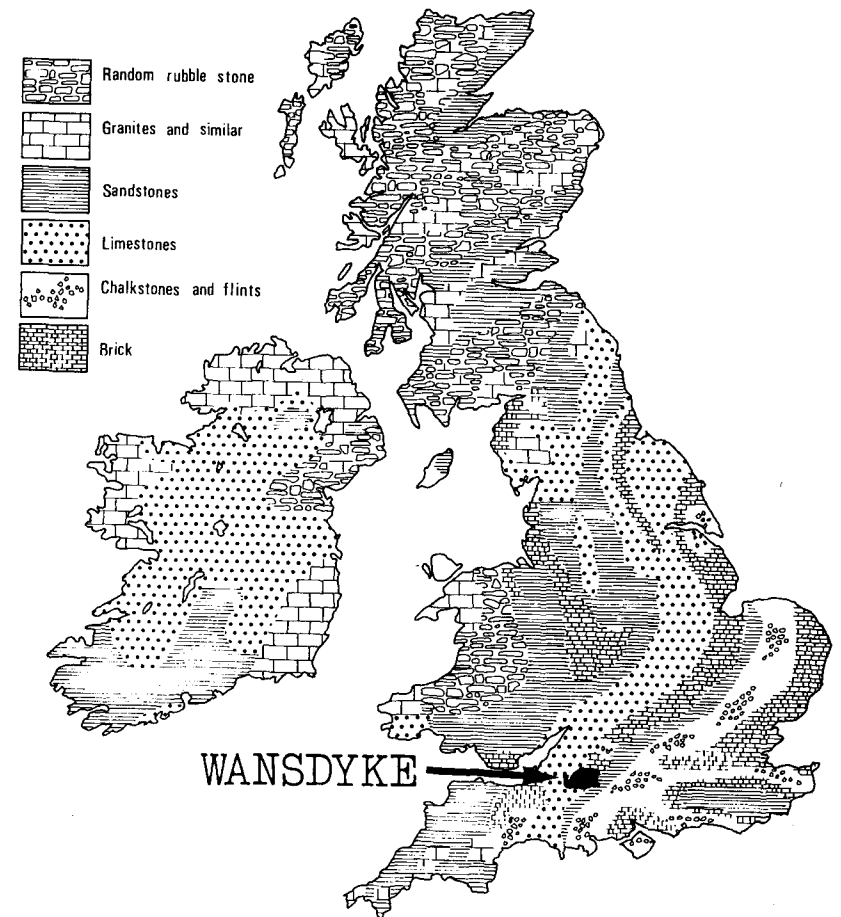 Random rubble stone
Granites and similar
Sandstones
Limestones
Chalkstones and flints
Brick
WANSDYKE